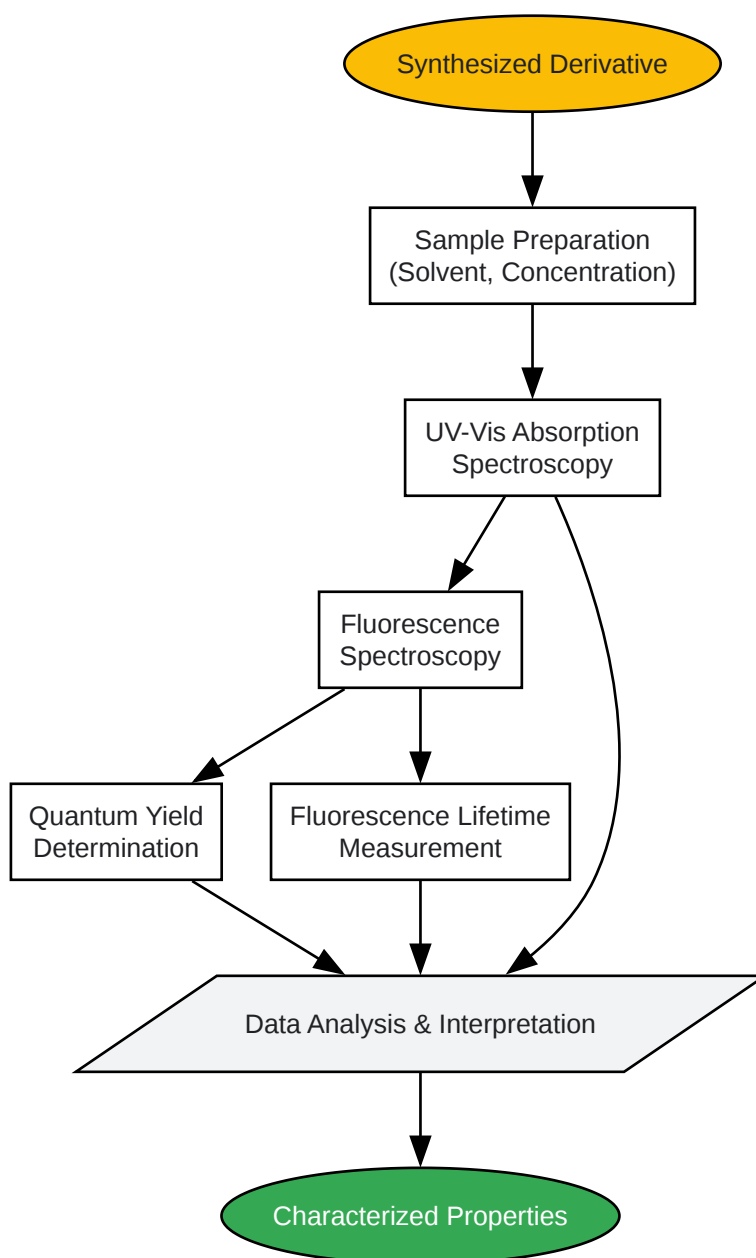 Synthesized Derivative
Sample Preparation
(Solvent, Concentration)
UV-Vis Absorption
Spectroscopy
Fluorescence
Spectroscopy
Quantum Yield
Determination
Fluorescence Lifetime
Measurement
Data Analysis & Interpretation
Characterized Properties